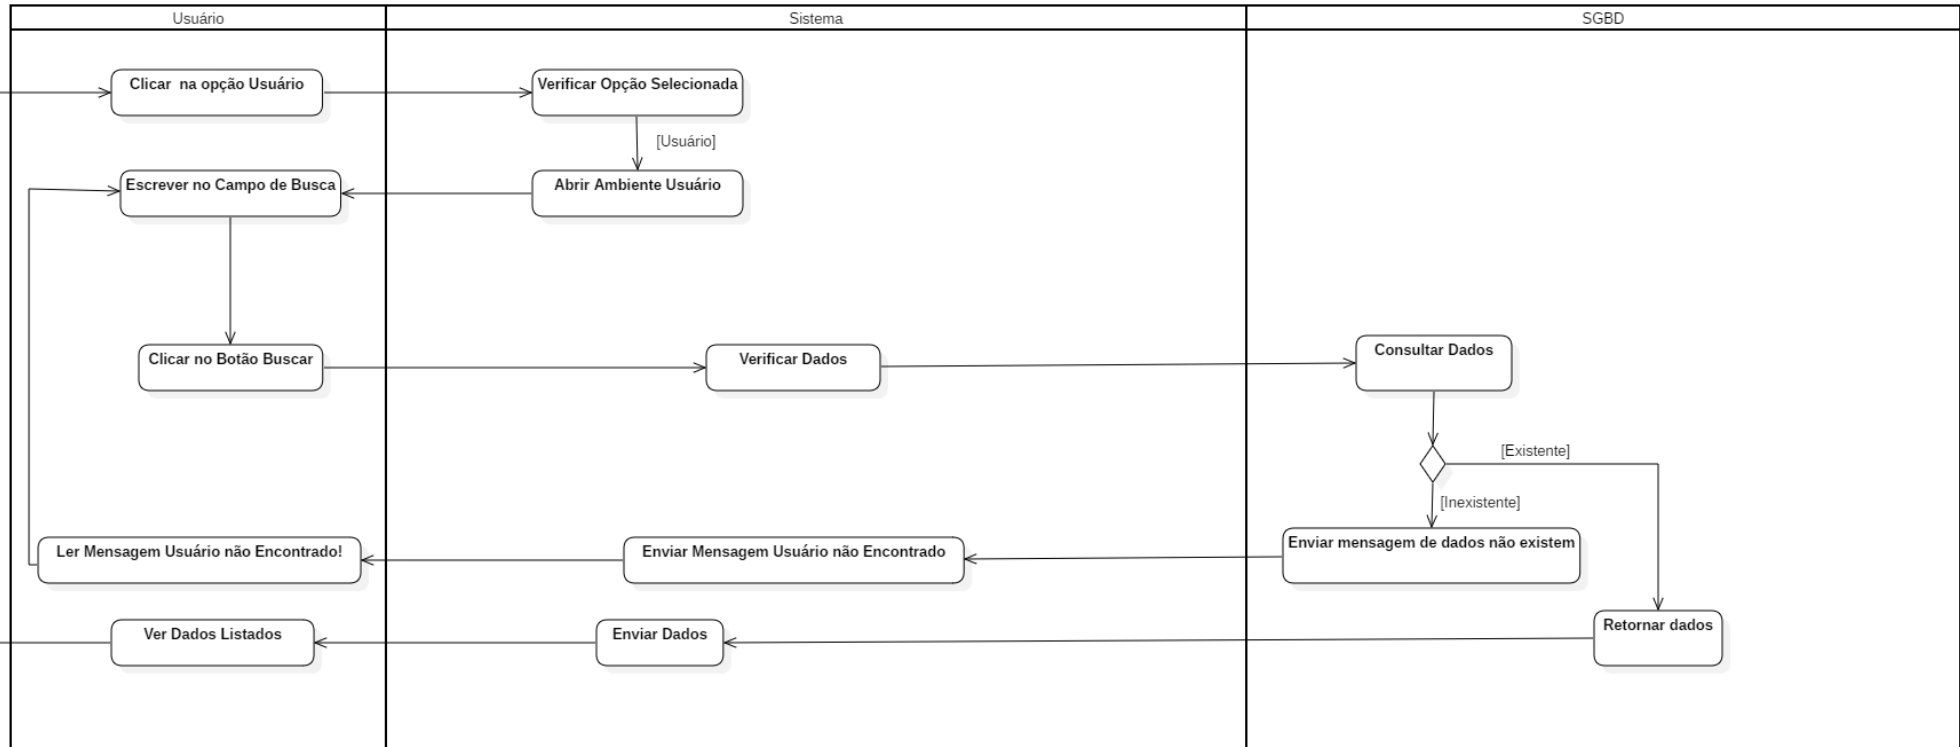 Usuário
Sistema
SGBD
Clicar  na opção Usuário
Verificar Opção Selecionada
[Usuário]
Escrever no Campo de Busca
Abrir Ambiente Usuário
Clicar no Botão Buscar
Verificar Dados
Consultar Dados
[Existente]
[Inexistente]
Ler Mensagem Usuário não Encontrado!
Enviar Mensagem Usuário não Encontrado
Enviar mensagem de dados não existem
Ver Dados Listados
Enviar Dados
Retornar dados